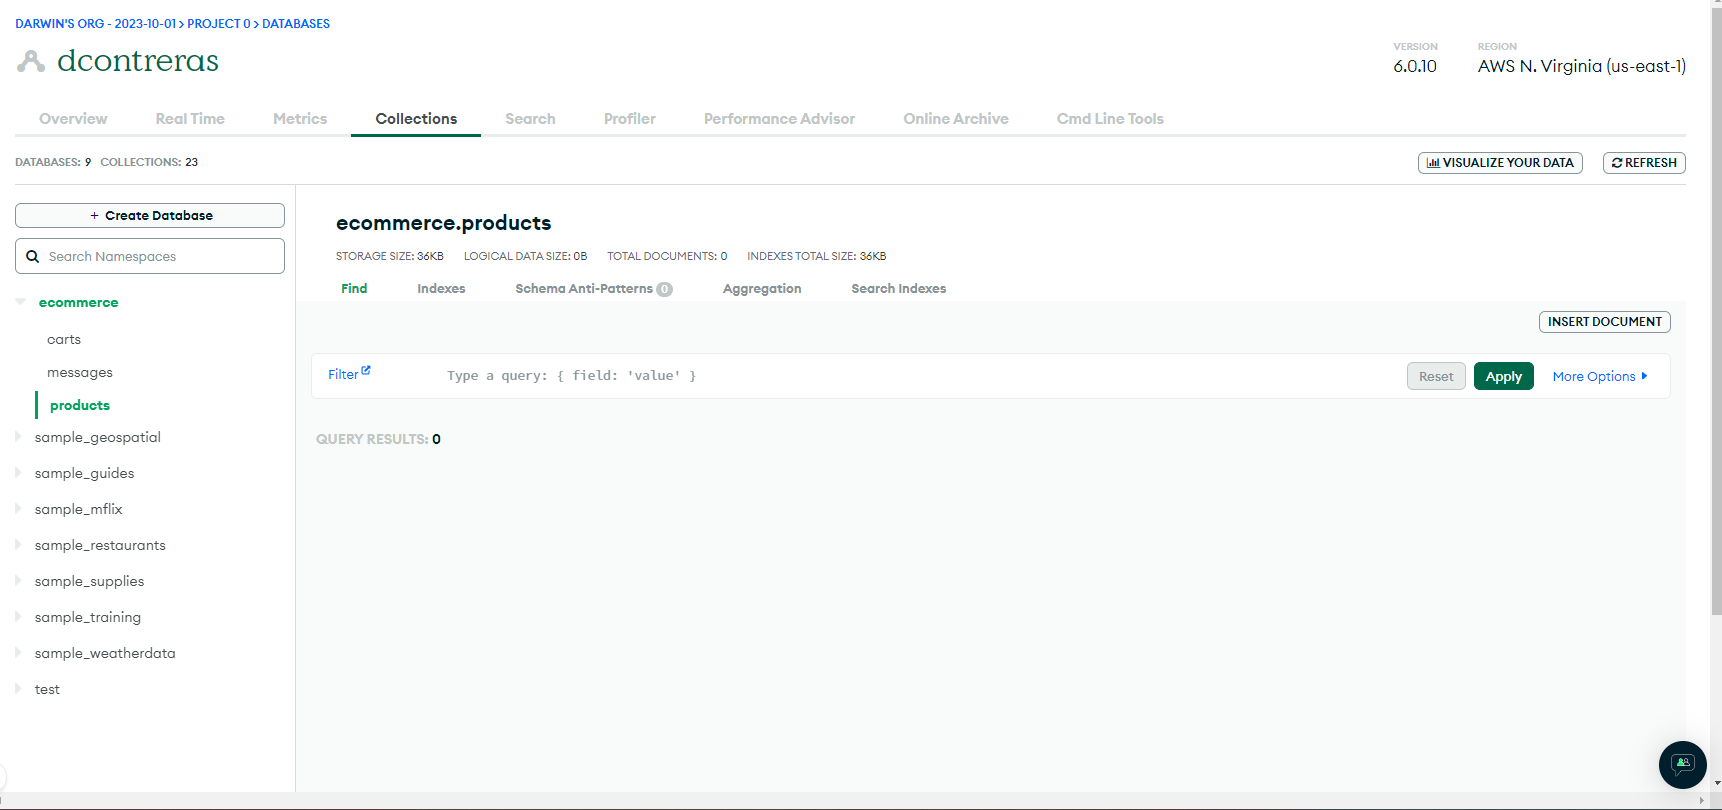 DARWIN'S ORG - 2023-10-01 > PROJECT 0 > DATABASES
dcontreras
VERSION
6.0.10
REGION
AWS N. Virginia (us-east-1)
Overview Real Time Metrics Collections Search Profiler Performance Advisor Online Archive Cmd Line Tools
DATABASES: 9 COLLECTIONS: 23
VISUALIZE YOUR DATA
REFRESH
+ Create Database
Search Namespaces
ecommerce
carts
messages
products
sample_geospatial
sample_guides
sample_mflix
sample_restaurants
sample_supplies
sample_training
sample_weatherdata
test
ecommerce.products
STORAGE SIZE: 36KB LOGICAL DATA SIZE: 0B TOTAL DOCUMENTS: 0 INDEXES TOTAL SIZE: 36KB
Find Indexes Schema Anti-Patterns 0 Aggregation Search Indexes
INSERT DOCUMENT
Filter Type a query: { field: 'value' } Reset Apply More Options
QUERY RESULTS: 0